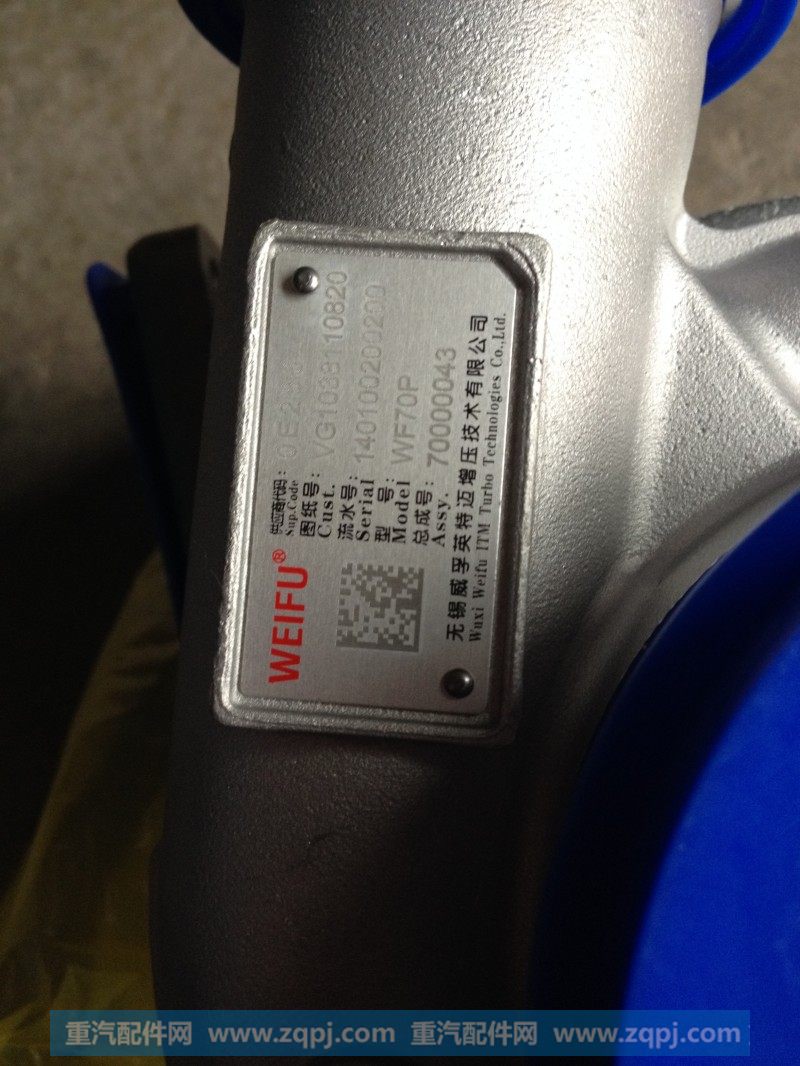 WEIFU®
供应商代码:
Sup.Code
图纸号: VG1038110820
Cust.
流水号: 140100200200
Serial
型 号: WF70P
Model
总成号: 70000043
Assy.
无锡威孚英特迈增压技术有限公司
Wuxi Weifu ITM Turbo Technologies Co.,Ltd.
重汽配件网 www.zqpj.com 重汽配件网 www.zqpj.com